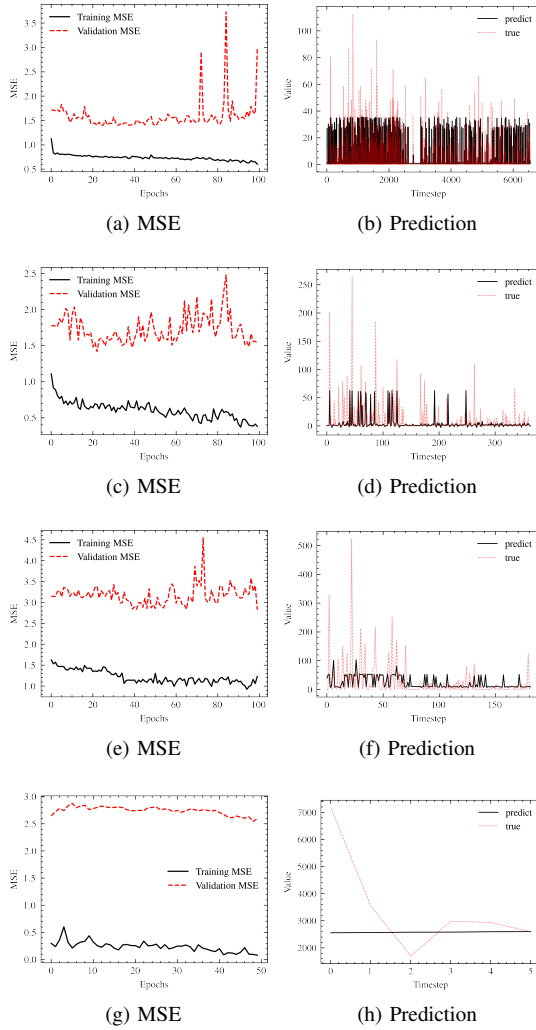 Training MSE
Validation MSE
3.5
3.0
2.5
2.0
1.5
1.0
0.5
MSE
0 20 40 60 80 100
Epochs
(a) MSE
predict
true
100
80
60
40
20
0
Value
0 2000 4000 6000
Timestep
(b) Prediction
Training MSE
Validation MSE
2.5
2.0
1.5
1.0
0.5
MSE
0 20 40 60 80 100
Epochs
(c) MSE
predict
true
250
200
150
100
50
0
Value
0 100 200 300
Timestep
(d) Prediction
Training MSE
Validation MSE
4.5
4.0
3.5
3.0
2.5
2.0
1.5
1.0
MSE
0 20 40 60 80 100
Epochs
(e) MSE
predict
true
500
400
300
200
100
0
Value
0 50 100 150
Timestep
(f) Prediction
3.0
2.5
2.0
1.5
1.0
0.5
0.0
MSE
Training MSE
Validation MSE
0 10 20 30 40 50
Epochs
(g) MSE
predict
true
7000
6000
5000
4000
3000
2000
Value
0 1 2 3 4 5
Timestep
(h) Prediction